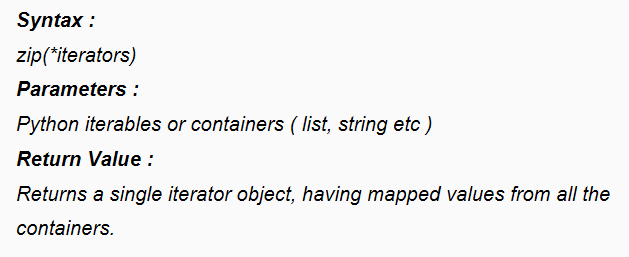 Syntax :
zip(*iterators)
Parameters :
Python iterables or containers ( list, string etc )
Return Value :
Returns a single iterator object, having mapped values from all the
containers.